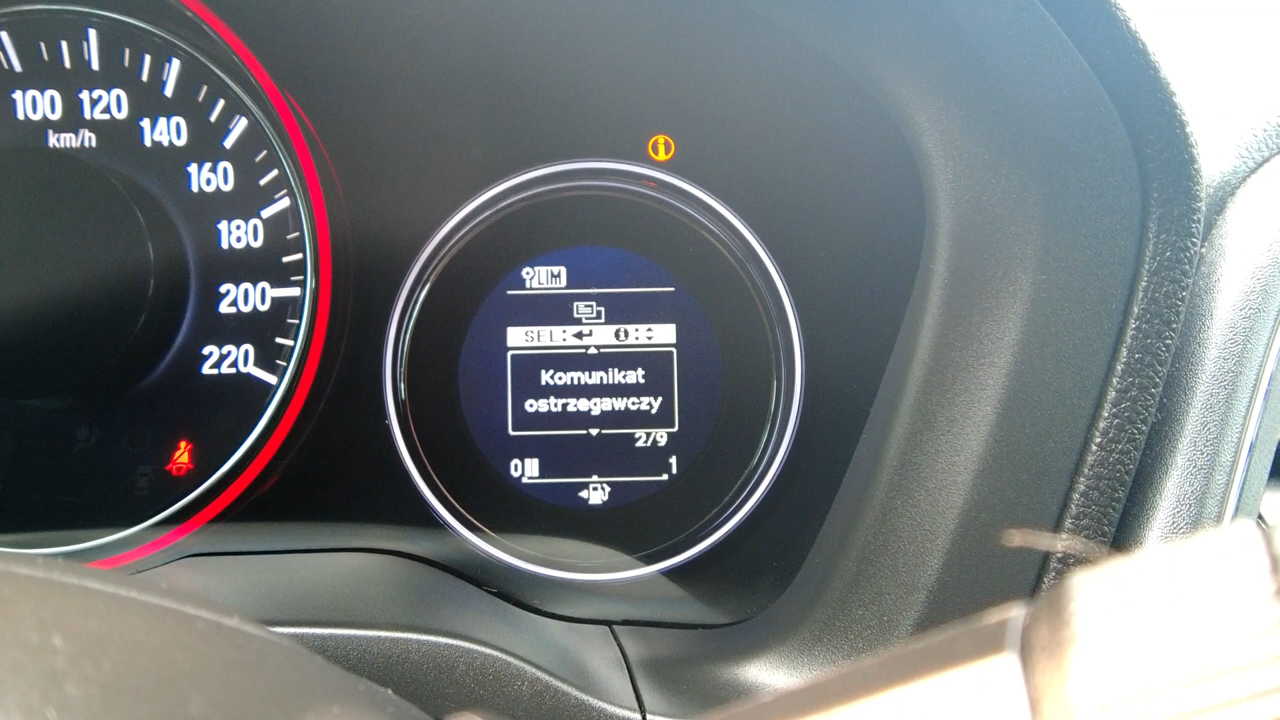 100 120
km/h
140
160
180
200
220
LIM
SEL:↵ i:
Komunikat
ostrzegawczy
2/9
0 1